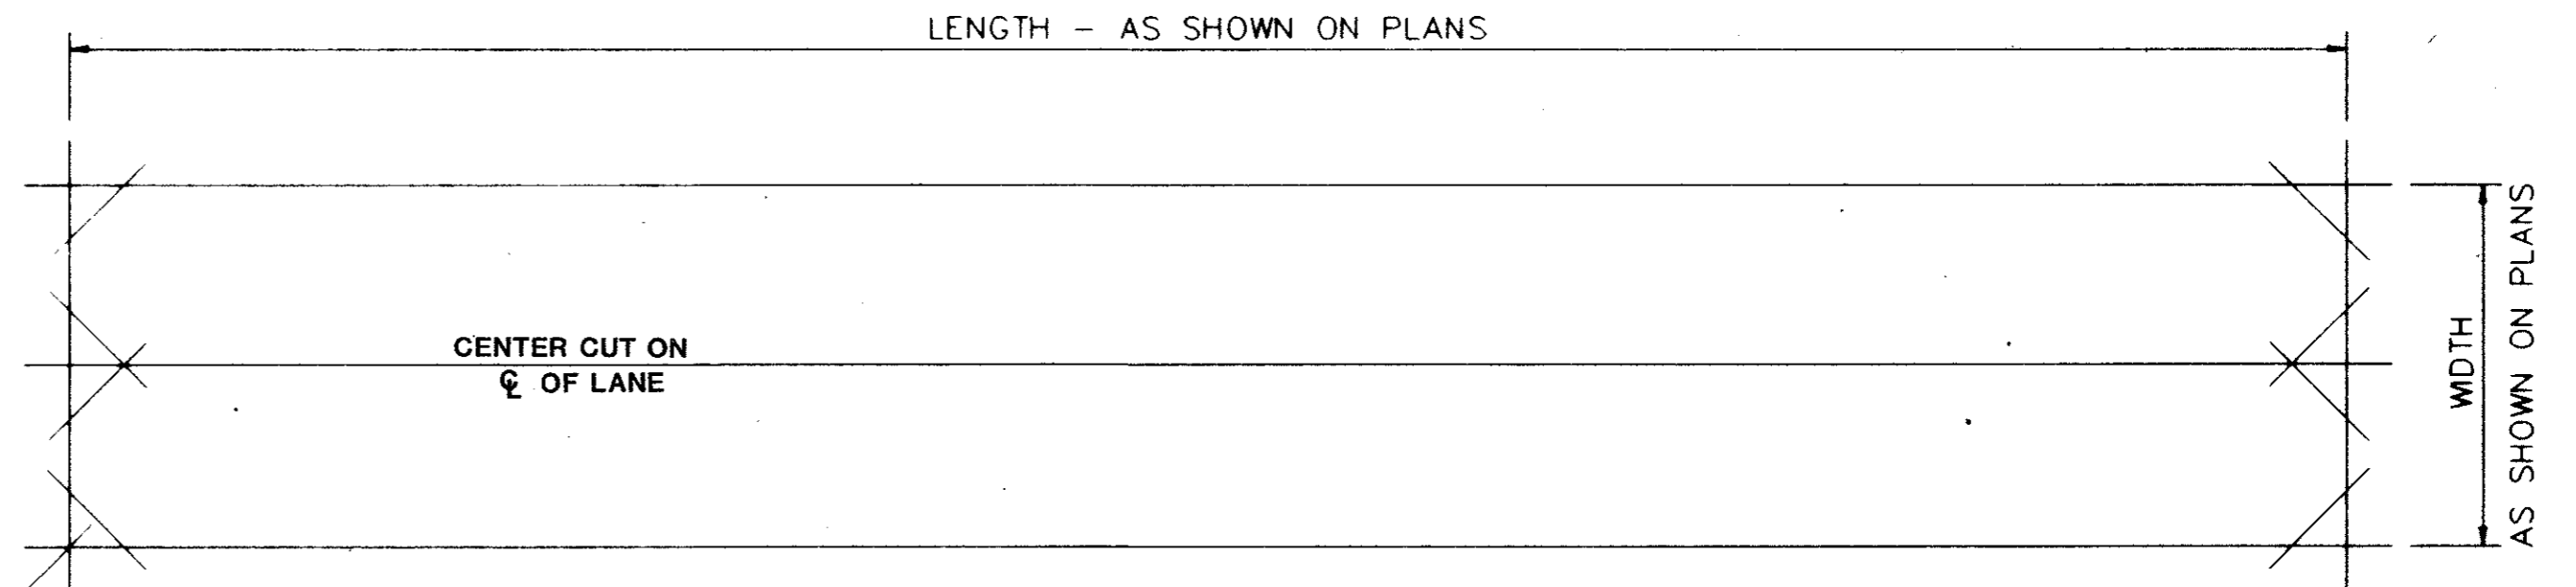 LENGTH - AS SHOWN ON PLANS
CENTER CUT ON
℄ OF LANE
WIDTH
AS SHOWN ON PLANS